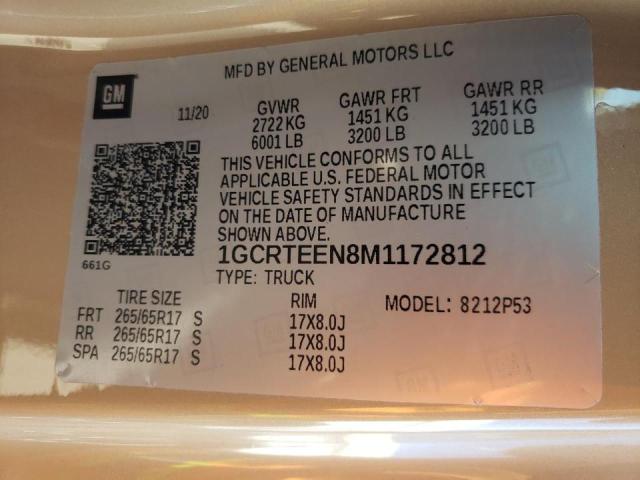 MFD BY GENERAL MOTORS LLC
GM
11/20 GVWR GAWR FRT GAWR RR
2722 KG 1451 KG 1451 KG
6001 LB 3200 LB 3200 LB
THIS VEHICLE CONFORMS TO ALL
APPLICABLE U.S. FEDERAL MOTOR
VEHICLE SAFETY STANDARDS IN EFFECT
ON THE DATE OF MANUFACTURE
SHOWN ABOVE.
661G
1GCRTEEN8M1172812
TYPE: TRUCK
TIRE SIZE RIM MODEL: 8212P53
FRT 265/65R17 S 17X8.0J
RR 265/65R17 S 17X8.0J
SPA 265/65R17 S 17X8.0J